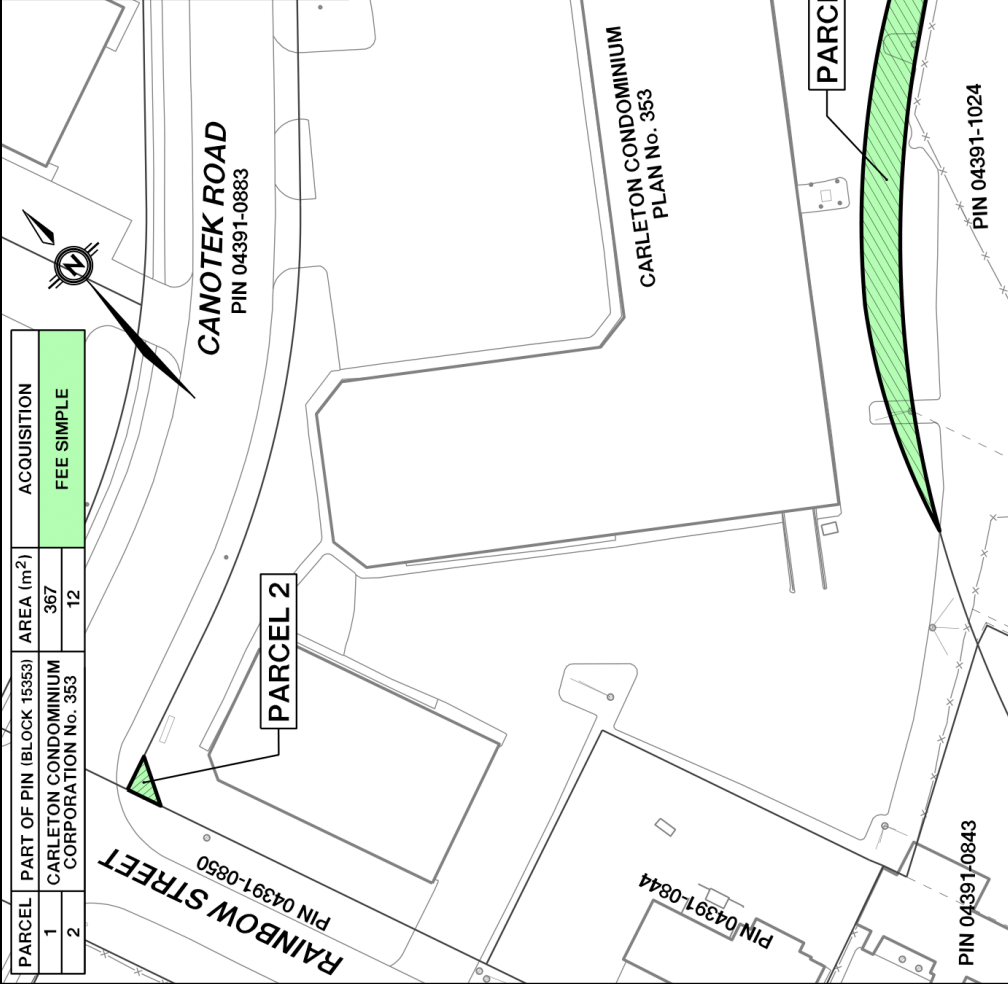 PARCEL PART OF PIN (BLOCK 15353) AREA (m²) ACQUISITION
1 CARLETON CONDOMINIUM CORPORATION No. 353 367 FEE SIMPLE
2 12
N
CANOTEK ROAD
PIN 04391-0883
CARLETON CONDOMINIUM
PLAN No. 353
PARCE
PIN 04391-1024
PARCEL 2
RAINBOW STREET
PIN 04391-0850
PIN 04391-0844
PIN 04391-0843